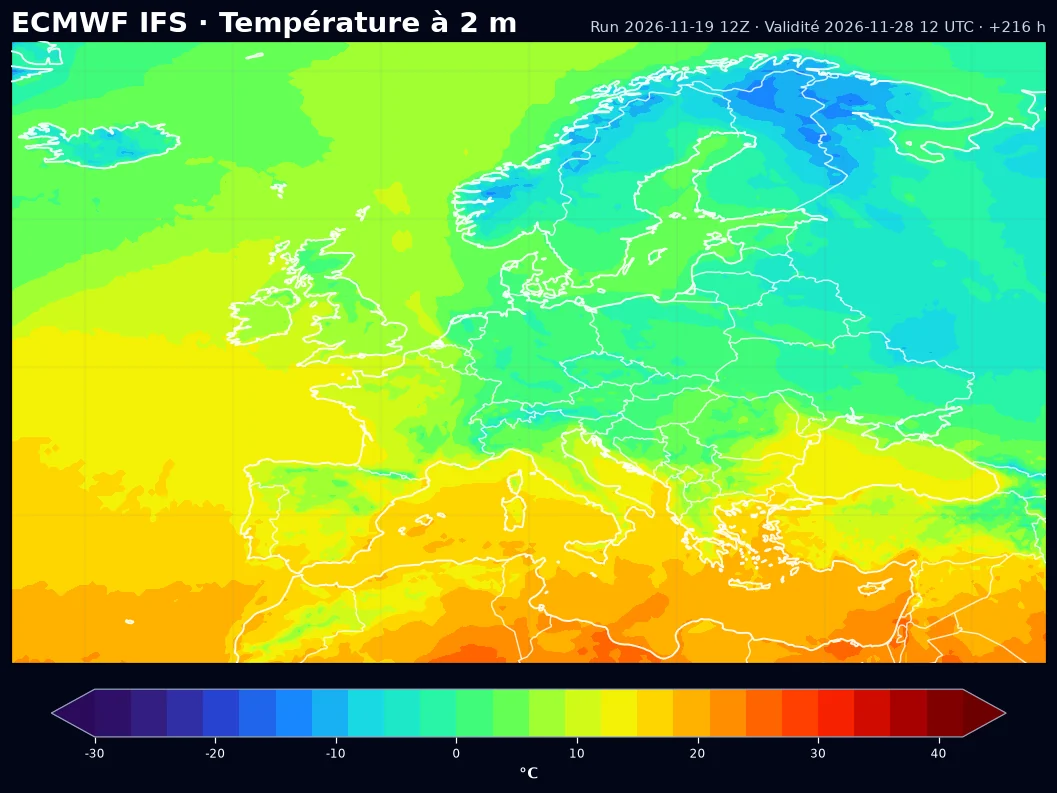 ECMWF IFS · Température à 2 m
Run 2026-11-19 12Z · Validité 2026-11-28 12 UTC · +216 h
-30 -20 -10 0 10 20 30 40
°C